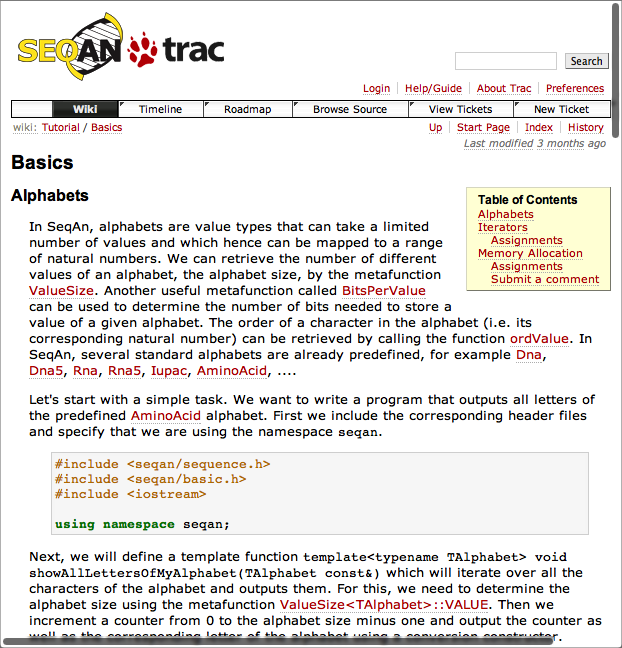 SEQAN trac
Search
Login Help/Guide About Trac Preferences
Wiki Timeline Roadmap Browse Source View Tickets New Ticket
wiki: Tutorial / Basics
Up Start Page Index History
Last modified 3 months ago
Basics
Alphabets
Table of Contents
Alphabets
Iterators
Assignments
Memory Allocation
Assignments
Submit a comment
In SeqAn, alphabets are value types that can take a limited
number of values and which hence can be mapped to a range
of natural numbers. We can retrieve the number of different
values of an alphabet, the alphabet size, by the metafunction
ValueSize. Another useful metafunction called BitsPerValue
can be used to determine the number of bits needed to store a
value of a given alphabet. The order of a character in the alphabet (i.e. its
corresponding natural number) can be retrieved by calling the function ordValue. In
SeqAn, several standard alphabets are already predefined, for example Dna,
Dna5, Rna, Rna5, Iupac, AminoAcid, ....
Let's start with a simple task. We want to write a program that outputs all letters of
the predefined AminoAcid alphabet. First we include the corresponding header files
and specify that we are using the namespace seqan.
#include <seqan/sequence.h>
#include <seqan/basic.h>
#include <iostream>
using namespace seqan;
Next, we will define a template function template<typename TAlphabet> void
showAllLettersOfMyAlphabet(TAlphabet const&) which will iterate over all the
characters of the alphabet and outputs them. For this, we need to determine the
alphabet size using the metafunction ValueSize<TAlphabet>::VALUE. Then we
increment a counter from 0 to the alphabet size minus one and output the counter as
well as the corresponding letter of the alphabet using a conversion constructor.